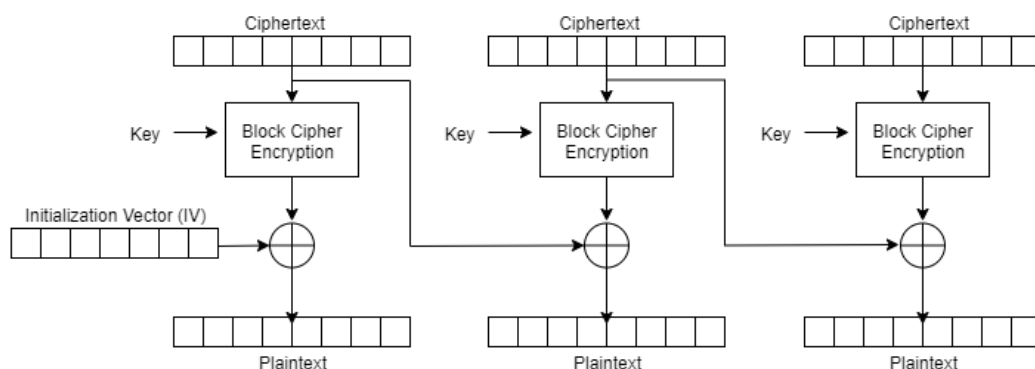 Ciphertext
Ciphertext
Ciphertext
Key
Block Cipher
Encryption
Key
Block Cipher
Encryption
Key
Block Cipher
Encryption
Initialization Vector (IV)
Plaintext
Plaintext
Plaintext